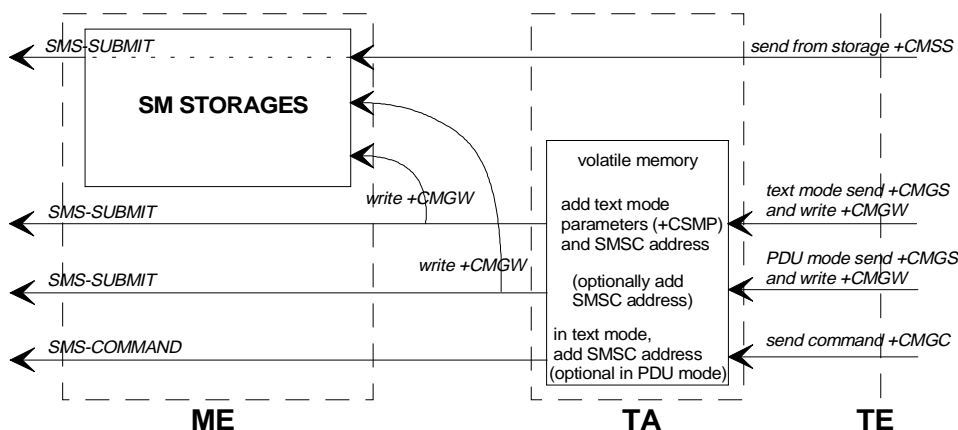 SMS-SUBMIT
send from storage +CMSS
SM STORAGES
volatile memory
write +CMGW
text mode send +CMGS
and write +CMGW
SMS-SUBMIT
add text mode
parameters (+CSMP)
and SMSC address
write +CMGW
PDU mode send +CMGS
and write +CMGW
SMS-SUBMIT
(optionally add
SMSC address)
in text mode,
add SMSC address
(optional in PDU mode)
send command +CMGC
SMS-COMMAND
ME
TA
TE